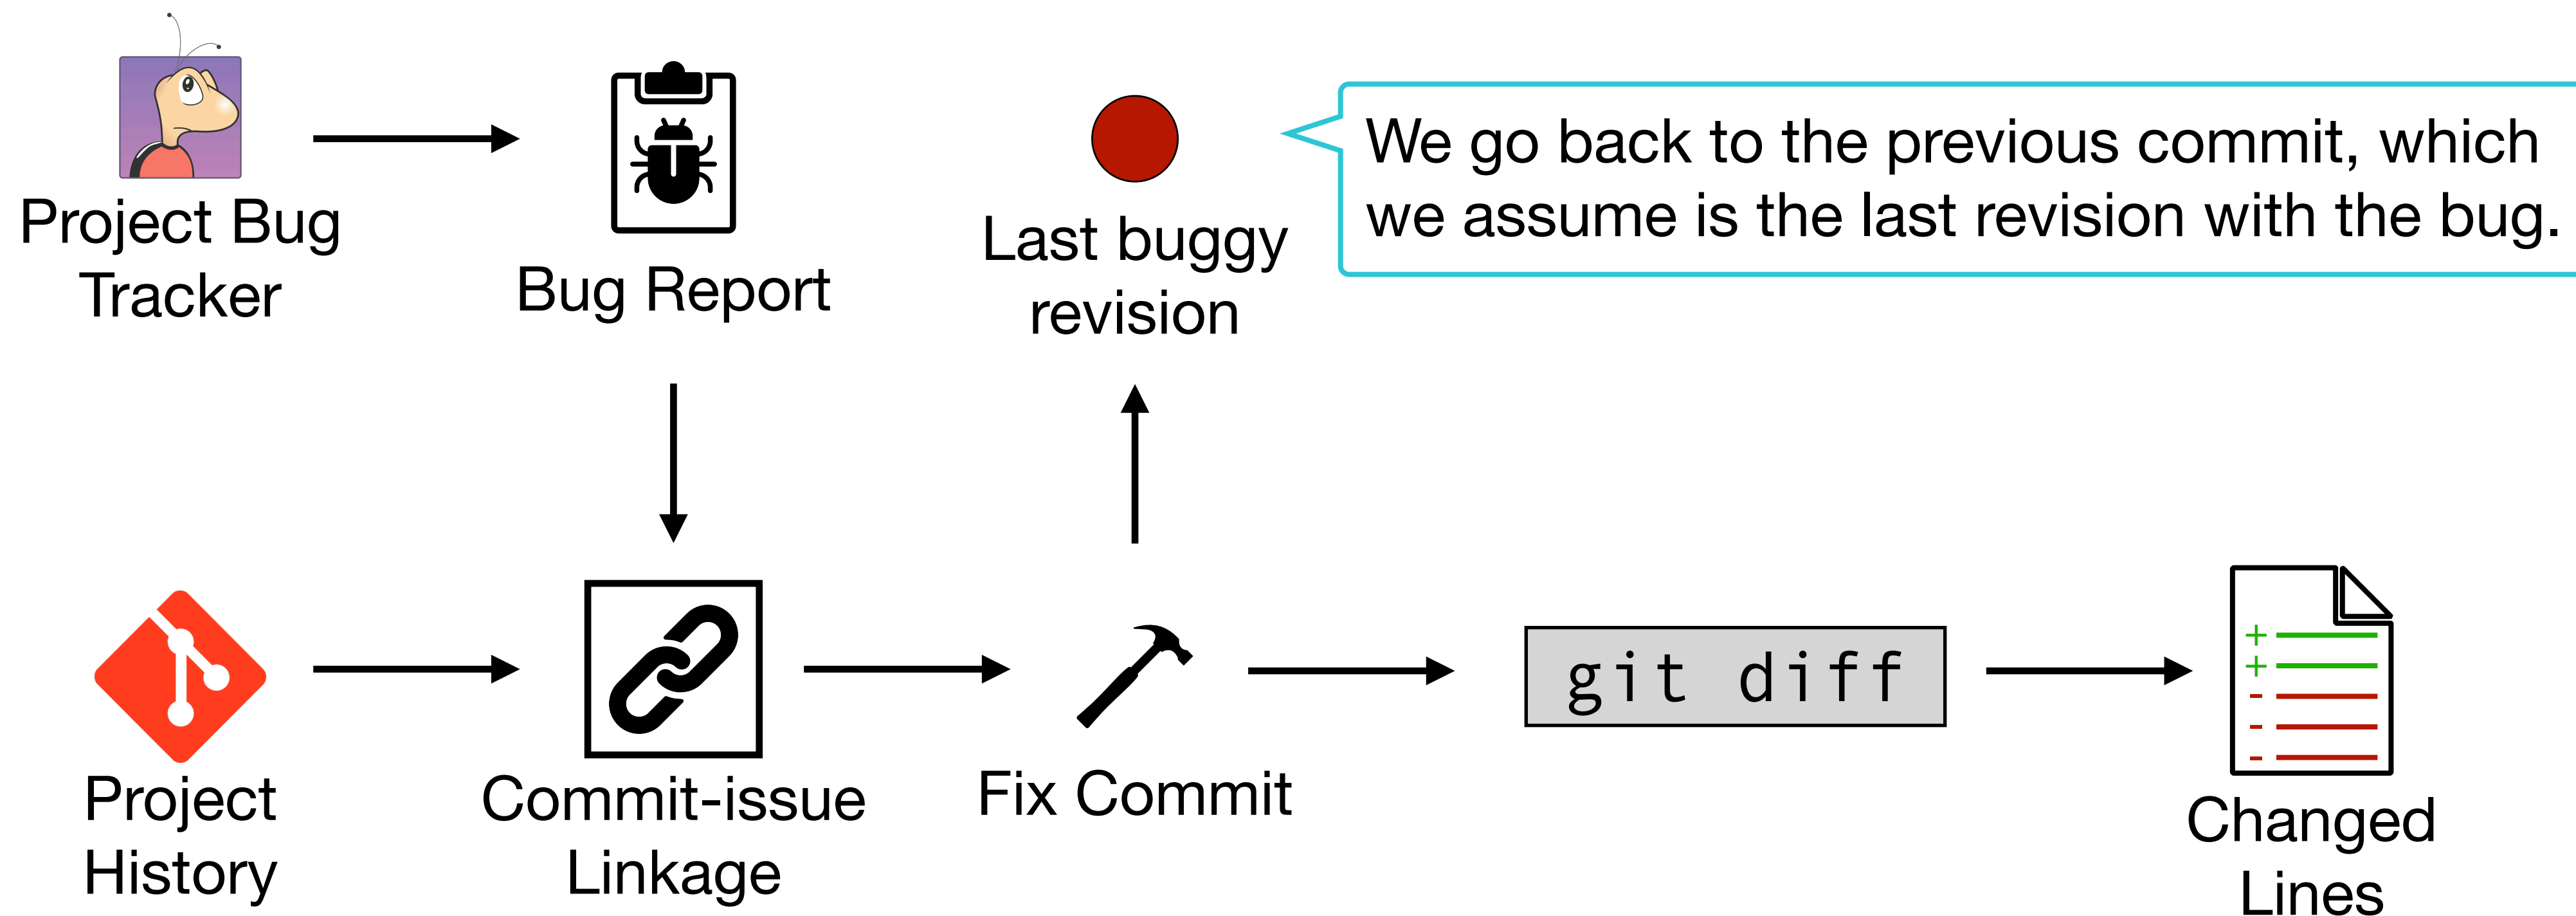 Project Bug
Tracker
Bug Report
Last buggy
revision
We go back to the previous commit, which
we assume is the last revision with the bug.
Project
History
Commit-issue
Linkage
Fix Commit
git diff
+
+
-
-
-
Changed
Lines